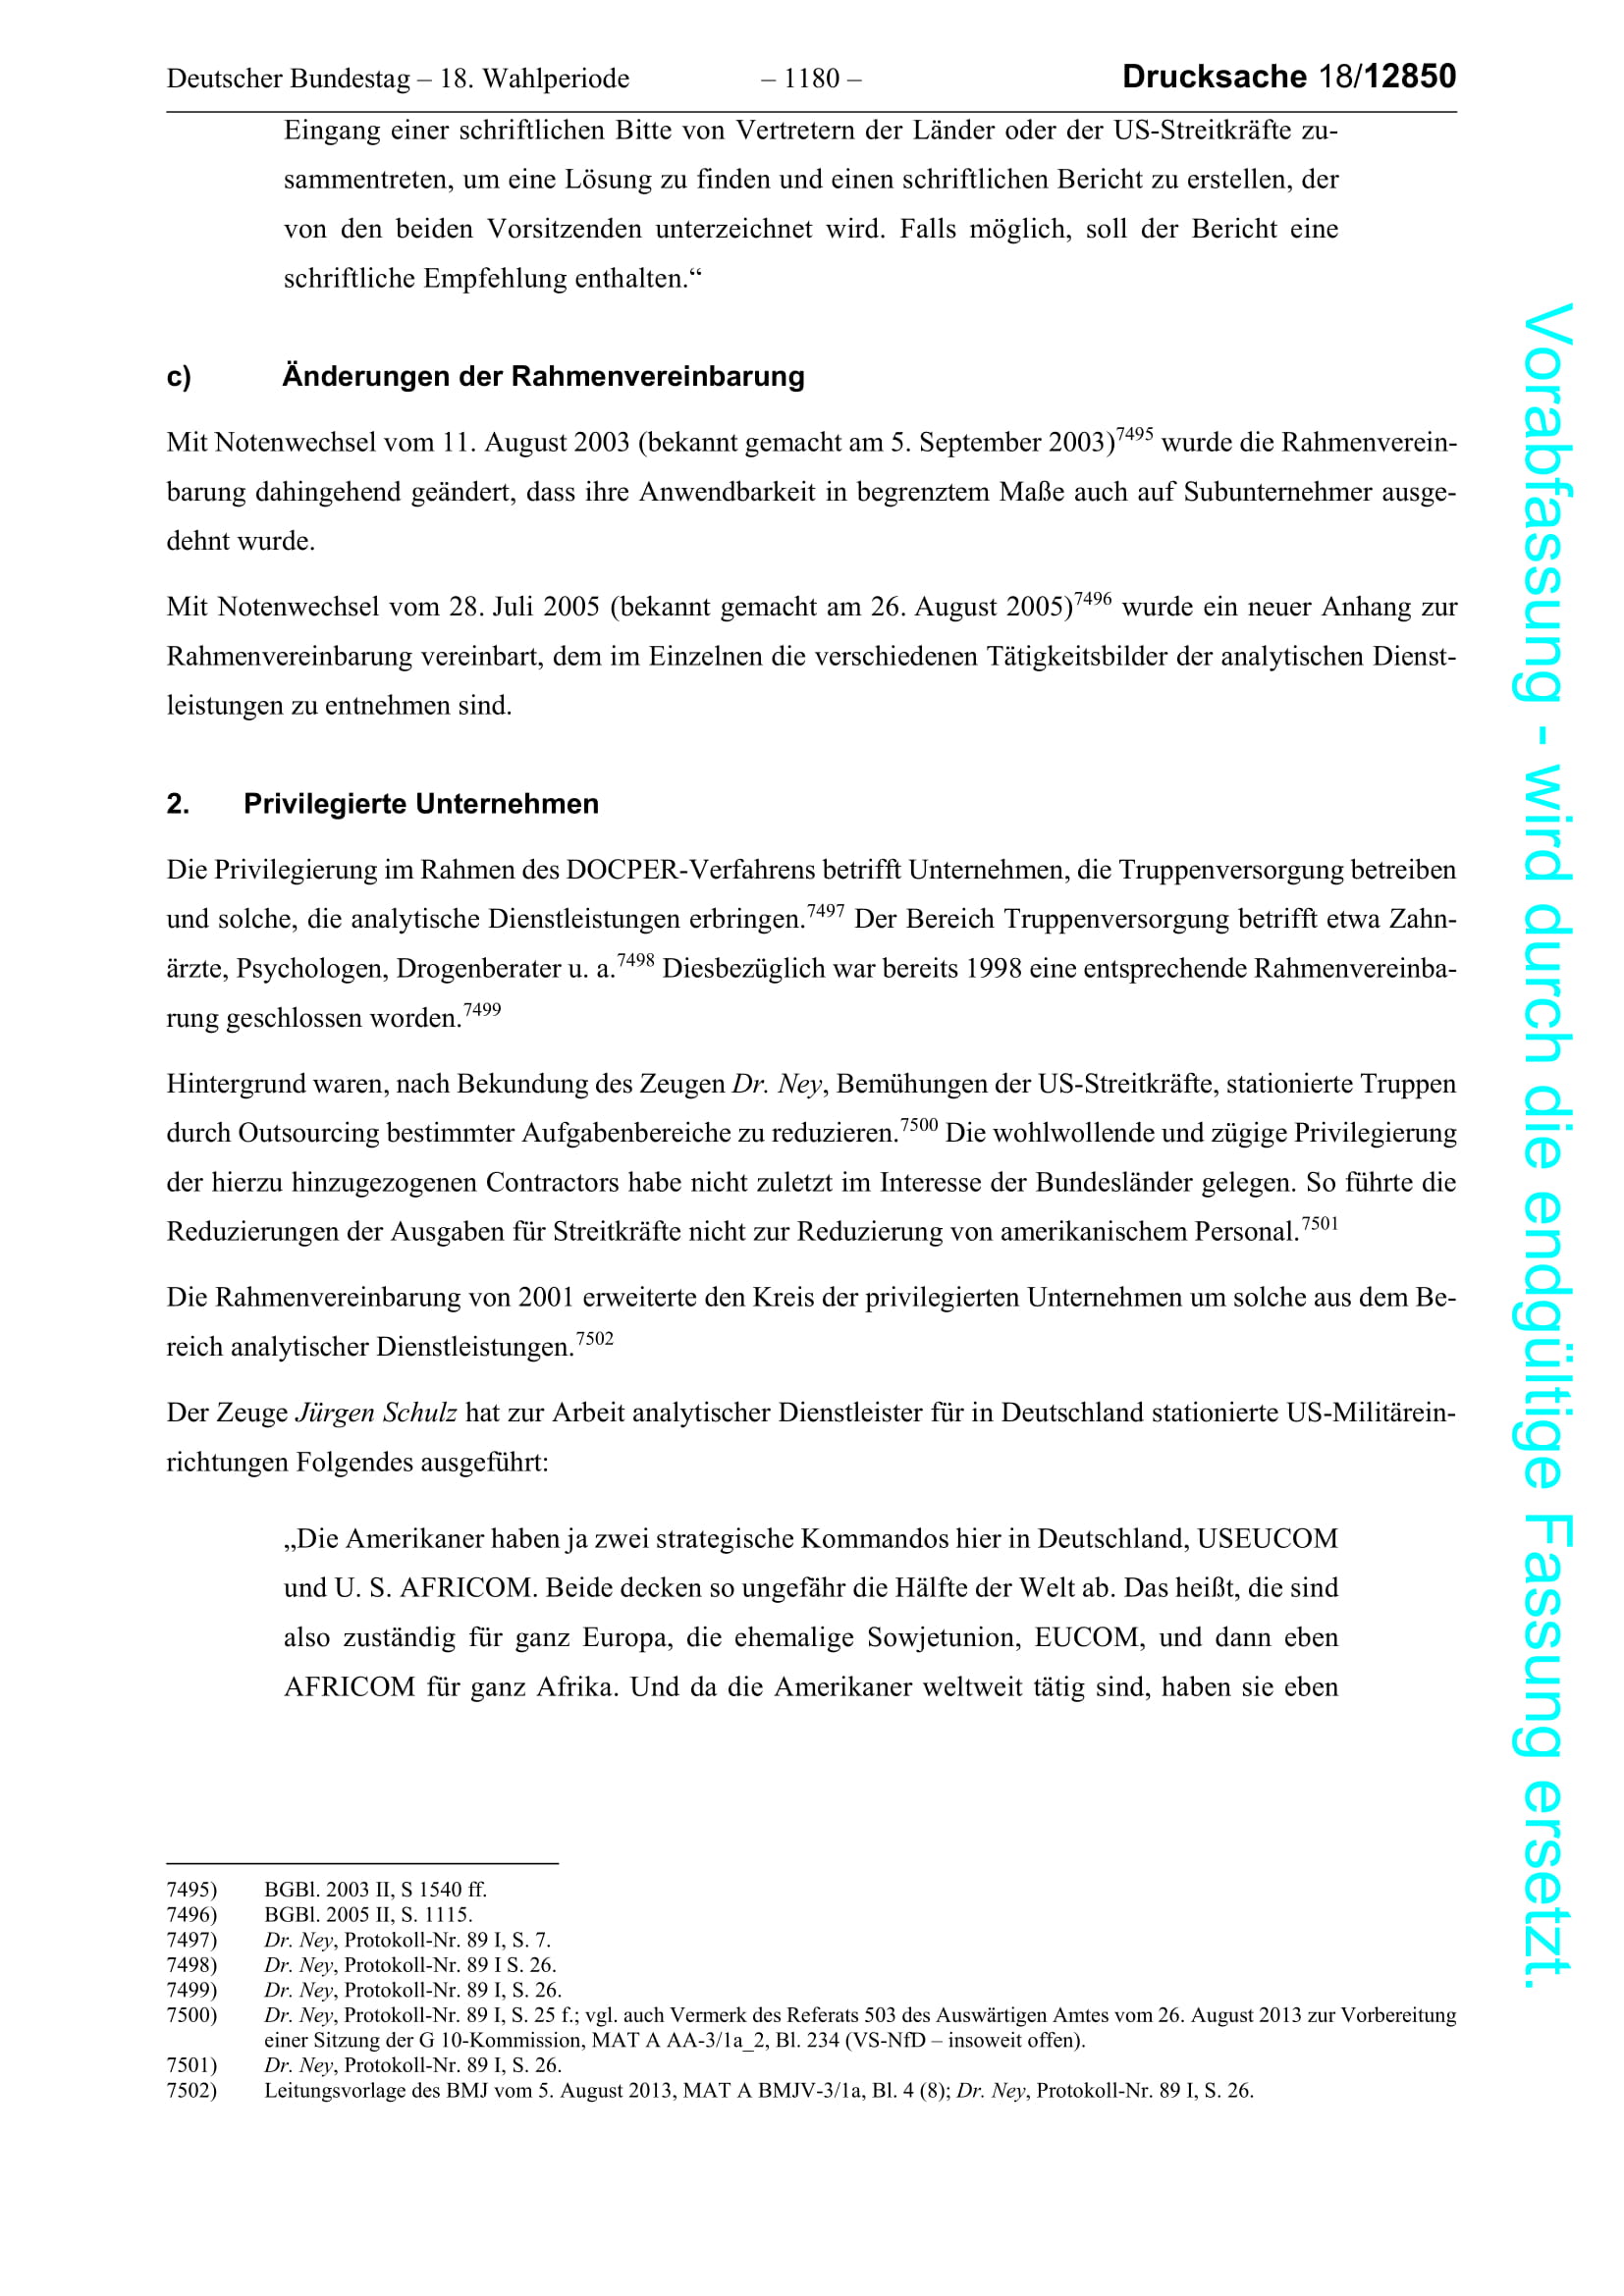 Deutscher Bundestag – 18. Wahlperiode – 1180 – Drucksache 18/12850
Eingang einer schriftlichen Bitte von Vertretern der Länder oder der US-Streitkräfte zu-
sammentreten, um eine Lösung zu finden und einen schriftlichen Bericht zu erstellen, der
von den beiden Vorsitzenden unterzeichnet wird. Falls möglich, soll der Bericht eine
schriftliche Empfehlung enthalten.“
c) Änderungen der Rahmenvereinbarung
Mit Notenwechsel vom 11. August 2003 (bekannt gemacht am 5. September 2003)7495 wurde die Rahmenverein-
barung dahingehend geändert, dass ihre Anwendbarkeit in begrenztem Maße auch auf Subunternehmer ausge-
dehnt wurde.
Mit Notenwechsel vom 28. Juli 2005 (bekannt gemacht am 26. August 2005)7496 wurde ein neuer Anhang zur
Rahmenvereinbarung vereinbart, dem im Einzelnen die verschiedenen Tätigkeitsbilder der analytischen Dienst-
leistungen zu entnehmen sind.
2. Privilegierte Unternehmen
Die Privilegierung im Rahmen des DOCPER-Verfahrens betrifft Unternehmen, die Truppenversorgung betreiben
und solche, die analytische Dienstleistungen erbringen.7497 Der Bereich Truppenversorgung betrifft etwa Zahn-
ärzte, Psychologen, Drogenberater u. a.7498 Diesbezüglich war bereits 1998 eine entsprechende Rahmenvereinba-
rung geschlossen worden.7499
Hintergrund waren, nach Bekundung des Zeugen Dr. Ney, Bemühungen der US-Streitkräfte, stationierte Truppen
durch Outsourcing bestimmter Aufgabenbereiche zu reduzieren.7500 Die wohlwollende und zügige Privilegierung
der hierzu hinzugezogenen Contractors habe nicht zuletzt im Interesse der Bundesländer gelegen. So führte die
Reduzierungen der Ausgaben für Streitkräfte nicht zur Reduzierung von amerikanischem Personal.7501
Die Rahmenvereinbarung von 2001 erweiterte den Kreis der privilegierten Unternehmen um solche aus dem Be-
reich analytischer Dienstleistungen.7502
Der Zeuge Jürgen Schulz hat zur Arbeit analytischer Dienstleister für in Deutschland stationierte US-Militärein-
richtungen Folgendes ausgeführt:
„Die Amerikaner haben ja zwei strategische Kommandos hier in Deutschland, USEUCOM
und U. S. AFRICOM. Beide decken so ungefähr die Hälfte der Welt ab. Das heißt, die sind
also zuständig für ganz Europa, die ehemalige Sowjetunion, EUCOM, und dann eben
AFRICOM für ganz Afrika. Und da die Amerikaner weltweit tätig sind, haben sie eben
7495) BGBl. 2003 II, S 1540 ff.
7496) BGBl. 2005 II, S. 1115.
7497) Dr. Ney, Protokoll-Nr. 89 I, S. 7.
7498) Dr. Ney, Protokoll-Nr. 89 I S. 26.
7499) Dr. Ney, Protokoll-Nr. 89 I, S. 26.
7500) Dr. Ney, Protokoll-Nr. 89 I, S. 25 f.; vgl. auch Vermerk des Referats 503 des Auswärtigen Amtes vom 26. August 2013 zur Vorbereitung
einer Sitzung der G 10-Kommission, MAT A AA-3/1a_2, Bl. 234 (VS-NfD – insoweit offen).
7501) Dr. Ney, Protokoll-Nr. 89 I, S. 26.
7502) Leitungsvorlage des BMJ vom 5. August 2013, MAT A BMJV-3/1a, Bl. 4 (8); Dr. Ney, Protokoll-Nr. 89 I, S. 26.
Vorabfassung - wird durch die endgültige Fassung ersetzt.